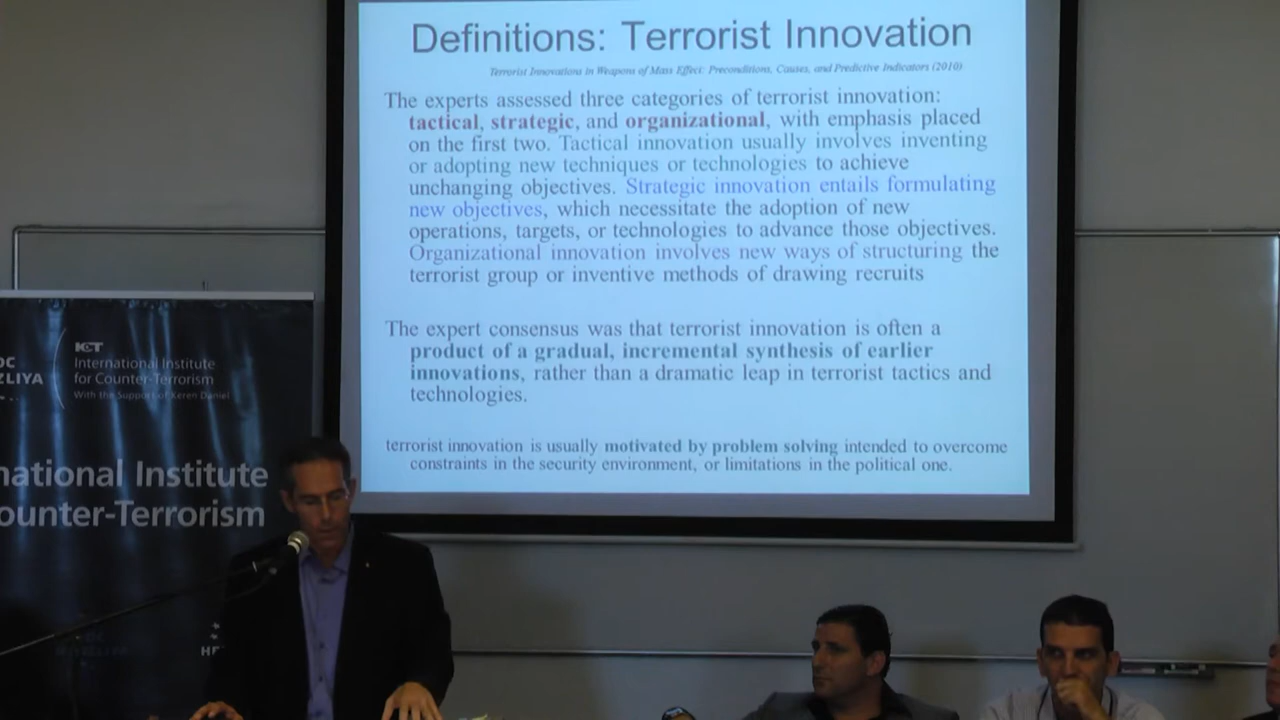 Definitions: Terrorist Innovation
Terrorist Innovations in Weapons of Mass Effect: Preconditions, Causes, and Predictive Indicators (2010)
The experts assessed three categories of terrorist innovation:
tactical, strategic, and organizational, with emphasis placed
on the first two. Tactical innovation usually involves inventing
or adopting new techniques or technologies to achieve
unchanging objectives. Strategic innovation entails formulating
new objectives, which necessitate the adoption of new
operations, targets, or technologies to advance those objectives.
Organizational innovation involves new ways of structuring the
terrorist group or inventive methods of drawing recruits
The expert consensus was that terrorist innovation is often a
product of a gradual, incremental synthesis of earlier
innovations, rather than a dramatic leap in terrorist tactics and
technologies.
terrorist innovation is usually motivated by problem solving intended to overcome
constraints in the security environment, or limitations in the political one.
DC
ZLIYA
ICT
International Institute
for Counter-Terrorism
With the Support of Keren Daniel
national Institute
ounter-Terrorism
HE